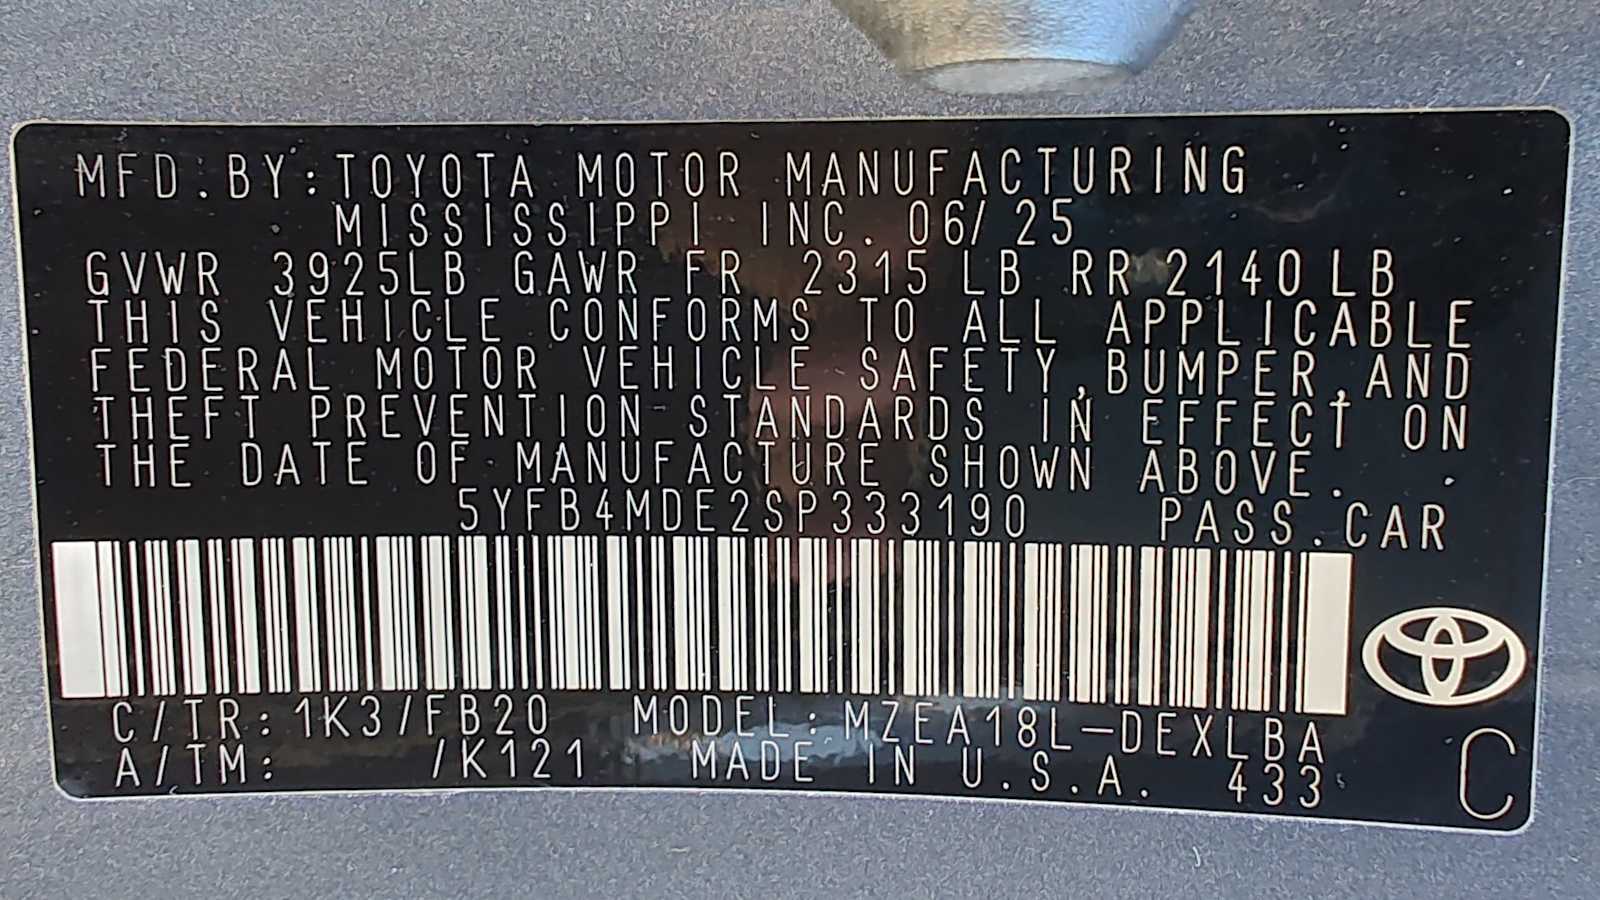 MFD.BY:TOYOTA MOTOR MANUFACTURING
MISSISSIPPI INC. 06/25
GVWR 3925LB GAWR FR 2315 LB RR 2140 LB
THIS VEHICLE CONFORMS TO ALL APPLICABLE
FEDERAL MOTOR VEHICLE SAFETY,BUMPER,AND
THEFT PREVENTION STANDARDS IN EFFECT ON
THE DATE OF MANUFACTURE SHOWN ABOVE.
5YFB4MDE2SP333190 PASS.CAR
C/TR:1K3/FB20 MODEL:MZEA18L-DEXLBA
A/TM: /K121 MADE IN U.S.A. 433
C